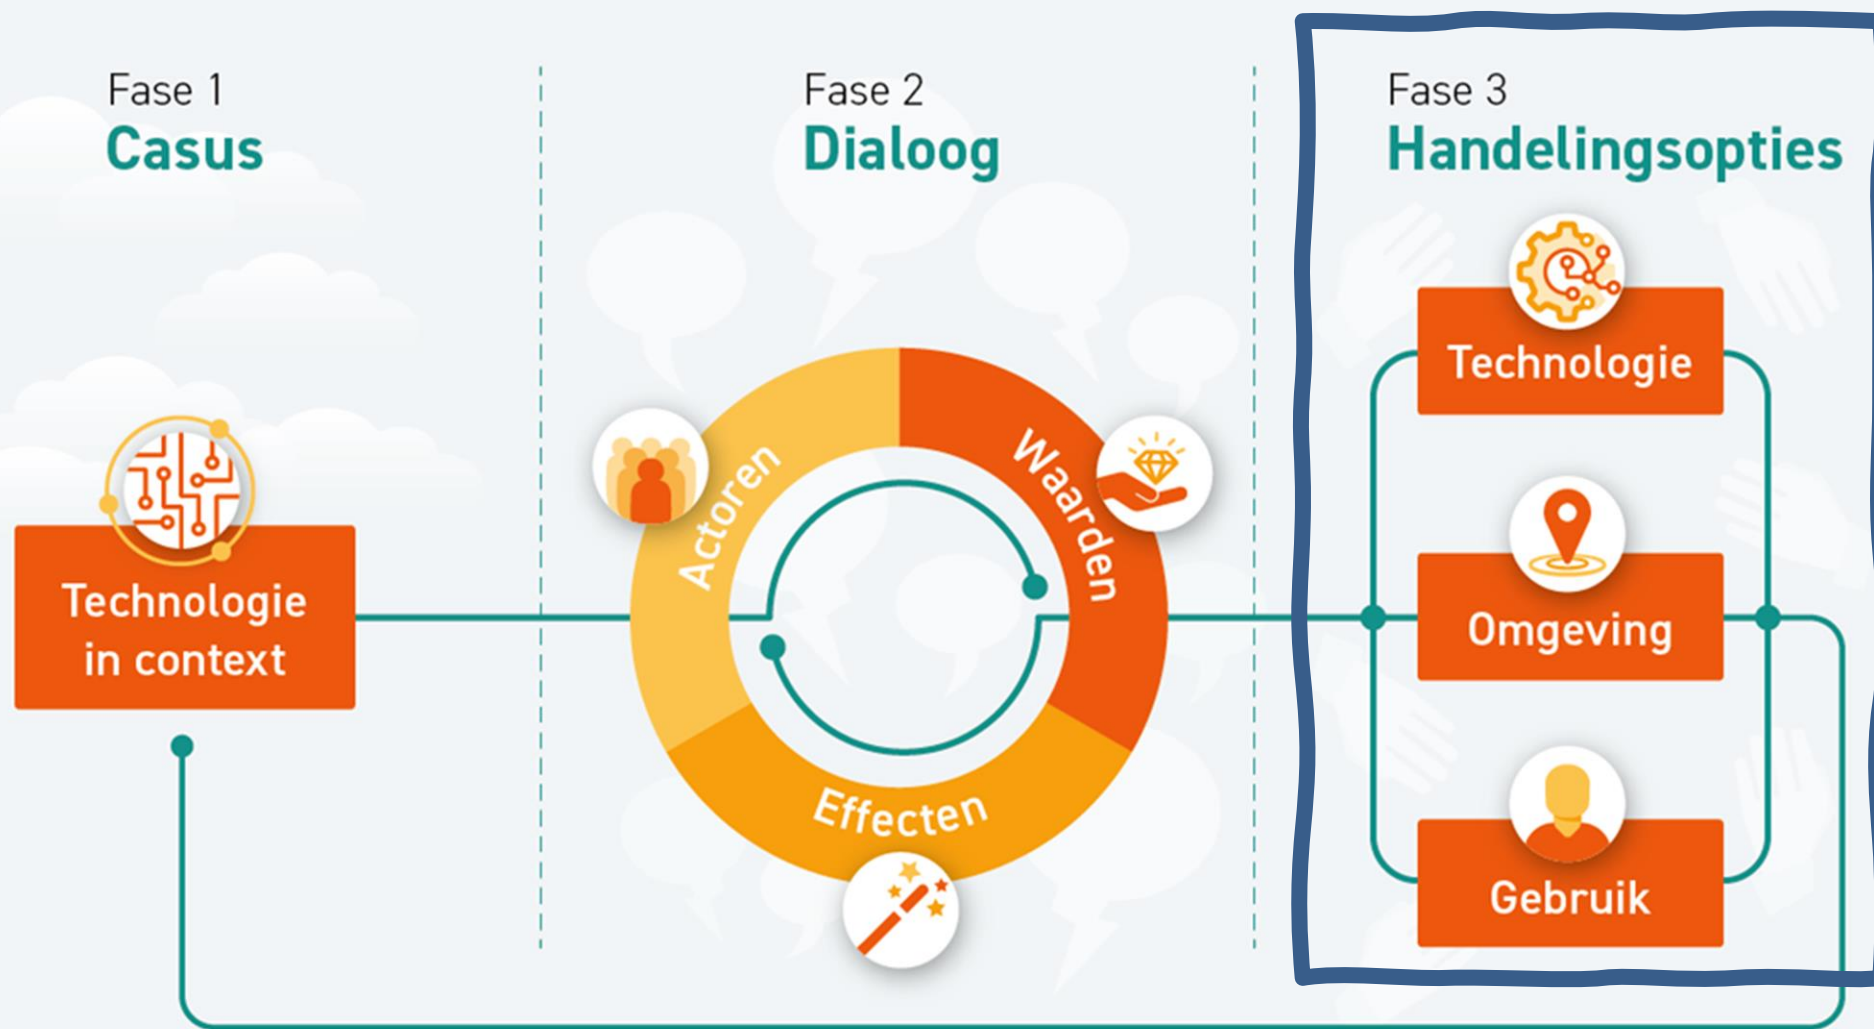 Fase 1
Casus
Technologie
in context
Fase 2
Dialoog
Actoren
Waarden
Effecten
Fase 3
Handelingsopties
Technologie
Omgeving
Gebruik